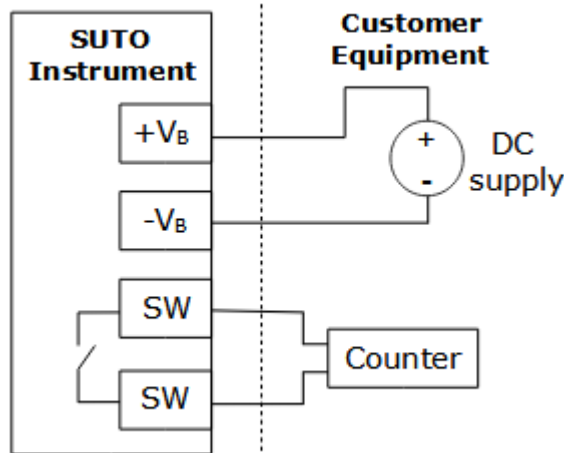 SUTO
Instrument
Customer
Equipment
+VB
+
-
DC
supply
-VB
SW
Counter
SW